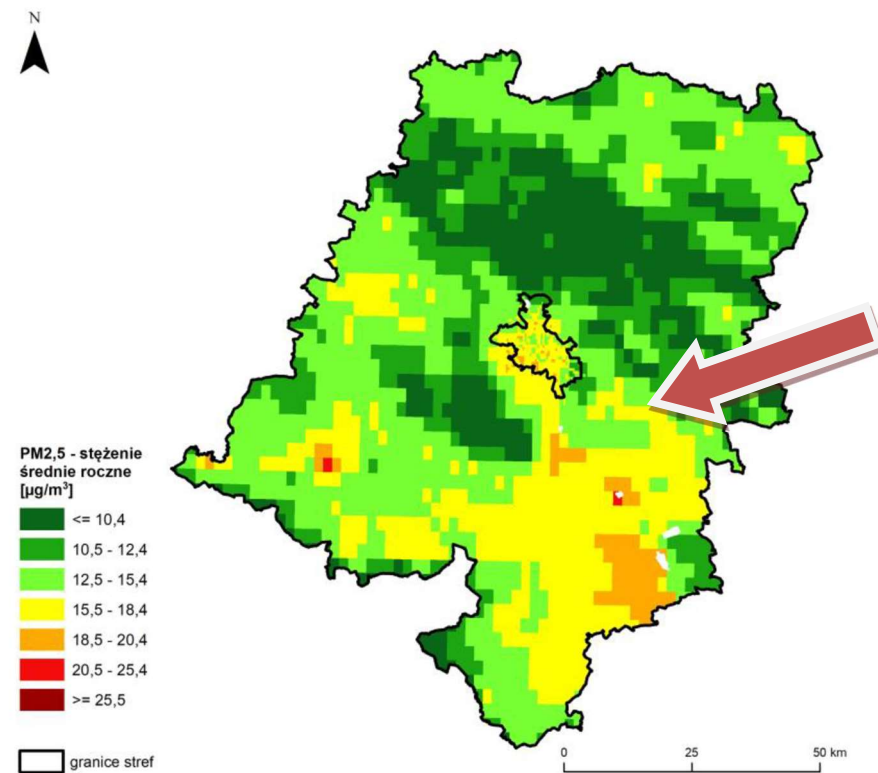 N
PM2,5 - stężenie
średnie roczne
[µg/m³]
<= 10,4
10,5 - 12,4
12,5 - 15,4
15,5 - 18,4
18,5 - 20,4
20,5 - 25,4
>= 25,5
granice stref
0 25 50 km